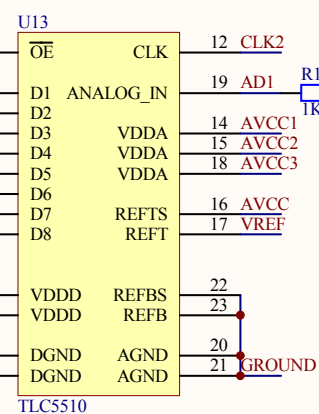 U13
OE CLK 12 CLK2
D1 ANALOG_IN 19 AD1 R1
1K
D2
D3 VDDA 14 AVCC1
D4 VDDA 15 AVCC2
D5 VDDA 18 AVCC3
D6
D7 REFTS 16 AVCC
D8 REFT 17 VREF
VDDD REFBS 22
VDDD REFB 23
DGND AGND 20
DGND AGND 21 GROUND
TLC5510